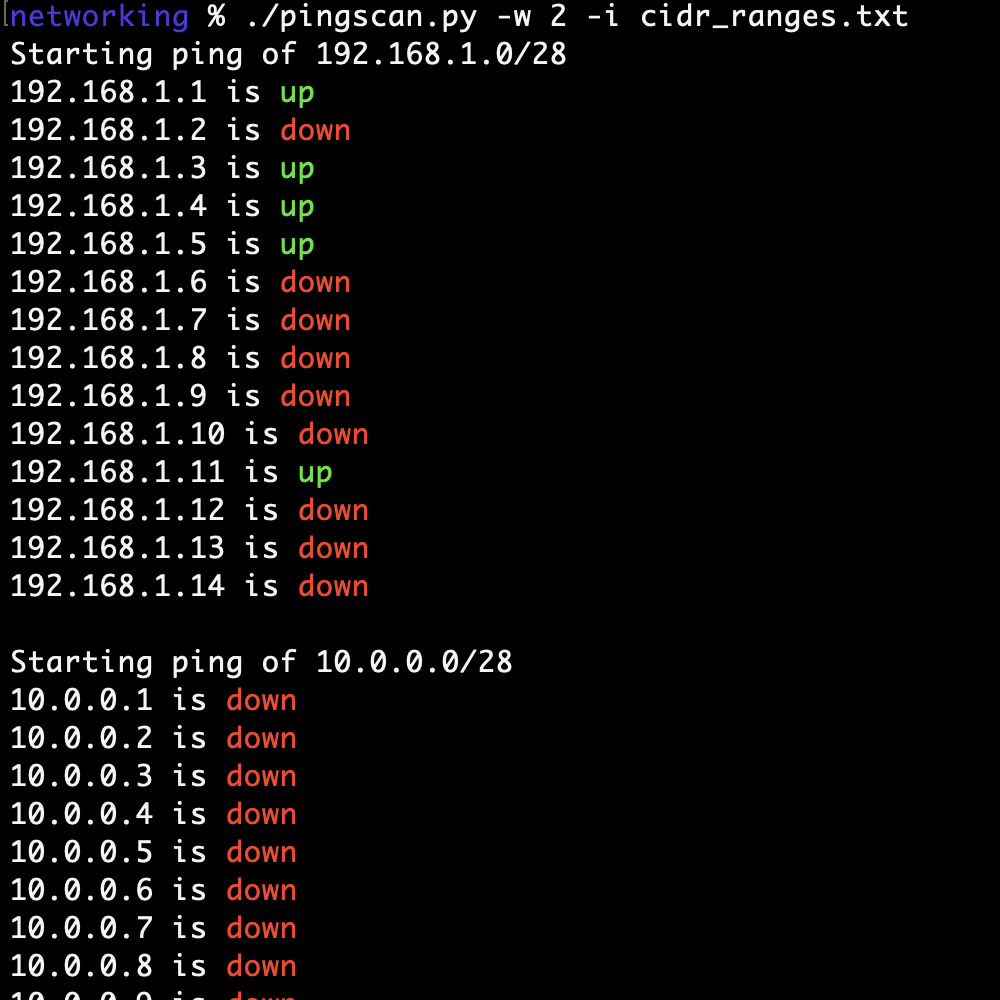 networking % ./pingscan.py -w 2 -i cidr_ranges.txt
Starting ping of 192.168.1.0/28
192.168.1.1 is up
192.168.1.2 is down
192.168.1.3 is up
192.168.1.4 is up
192.168.1.5 is up
192.168.1.6 is down
192.168.1.7 is down
192.168.1.8 is down
192.168.1.9 is down
192.168.1.10 is down
192.168.1.11 is up
192.168.1.12 is down
192.168.1.13 is down
192.168.1.14 is down
Starting ping of 10.0.0.0/28
10.0.0.1 is down
10.0.0.2 is down
10.0.0.3 is down
10.0.0.4 is down
10.0.0.5 is down
10.0.0.6 is down
10.0.0.7 is down
10.0.0.8 is down
10.0.0.9 is down